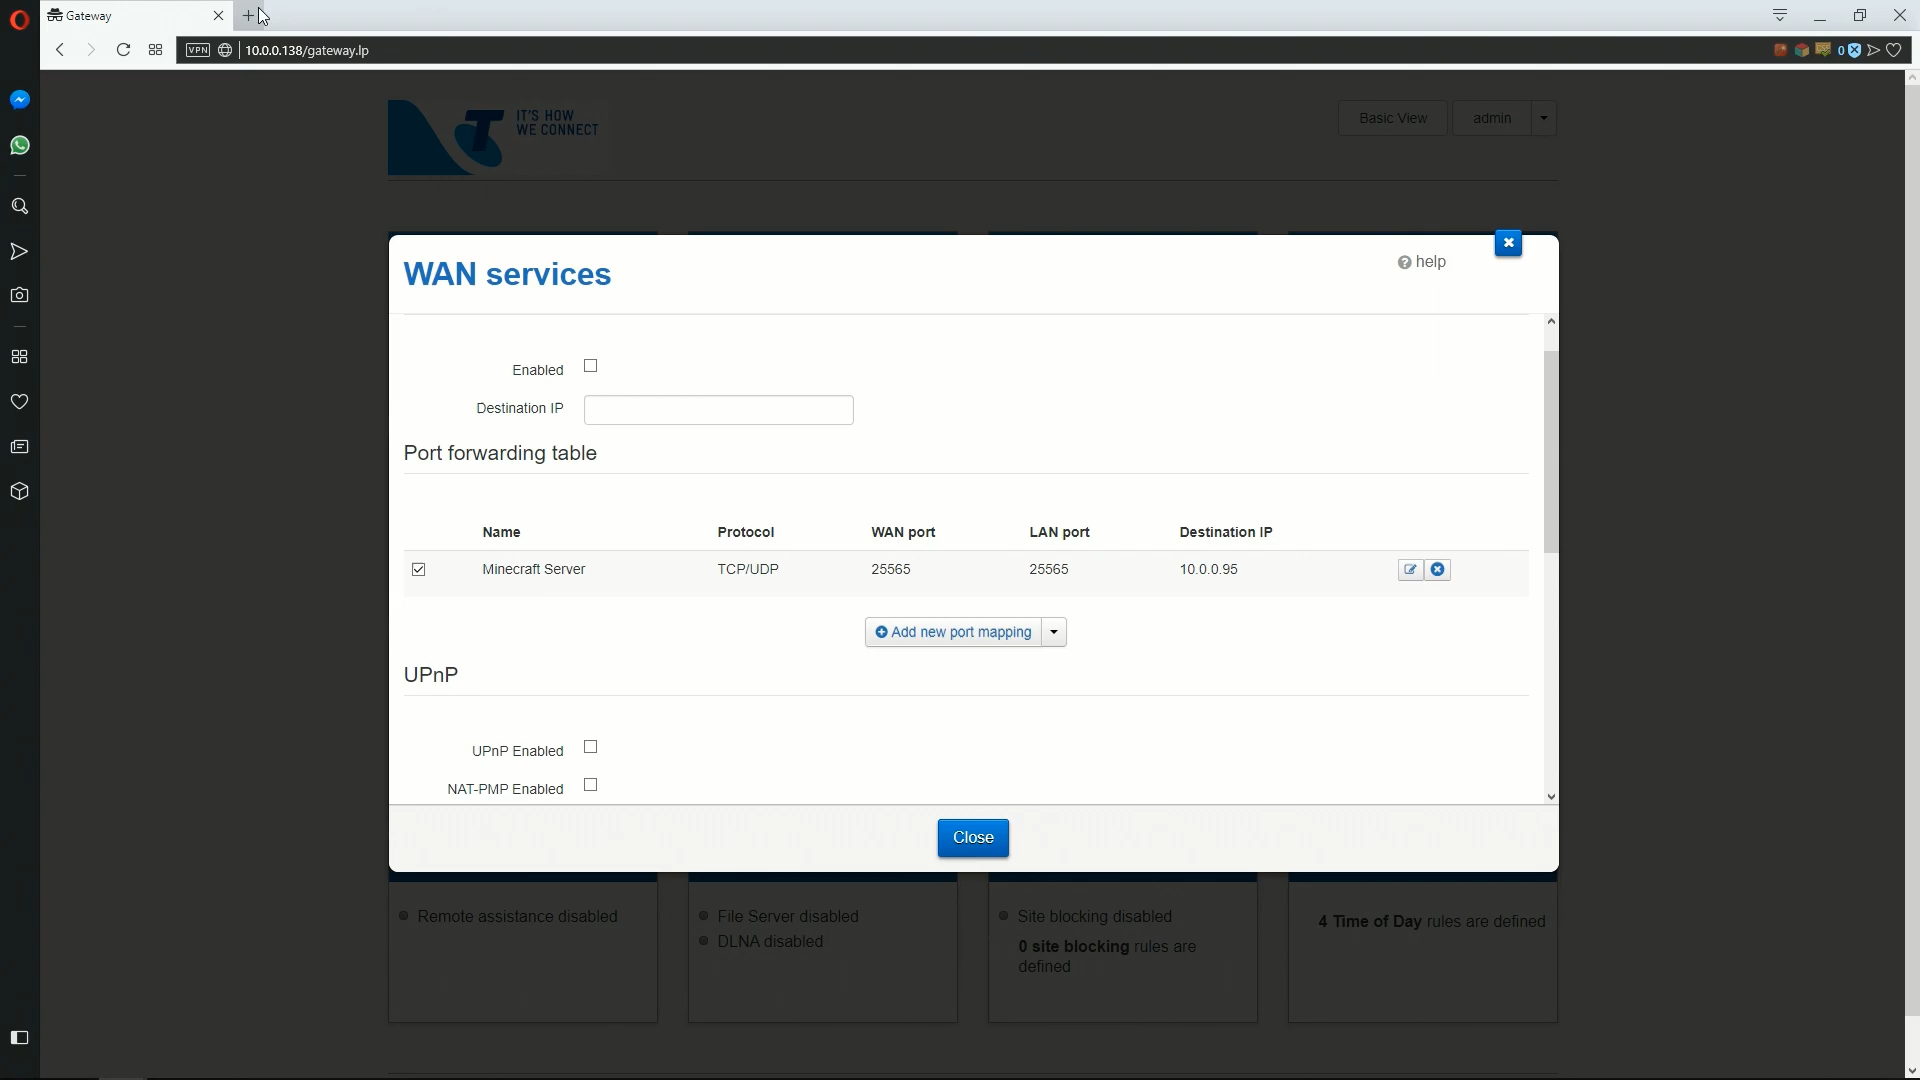 Gateway
VPN
10.0.0.138/gateway.lp
0
IT'S HOW
WE CONNECT
Basic View
admin
WAN services
help
Enabled
Destination IP
Port forwarding table
Name Protocol WAN port LAN port Destination IP
Minecraft Server TCP/UDP 25565 25565 10.0.0.95
Add new port mapping
UPnP
UPnP Enabled
NAT-PMP Enabled
Close
Remote assistance disabled
File Server disabled
DLNA disabled
Site blocking disabled
0 site blocking rules are
defined
4 Time of Day rules are defined